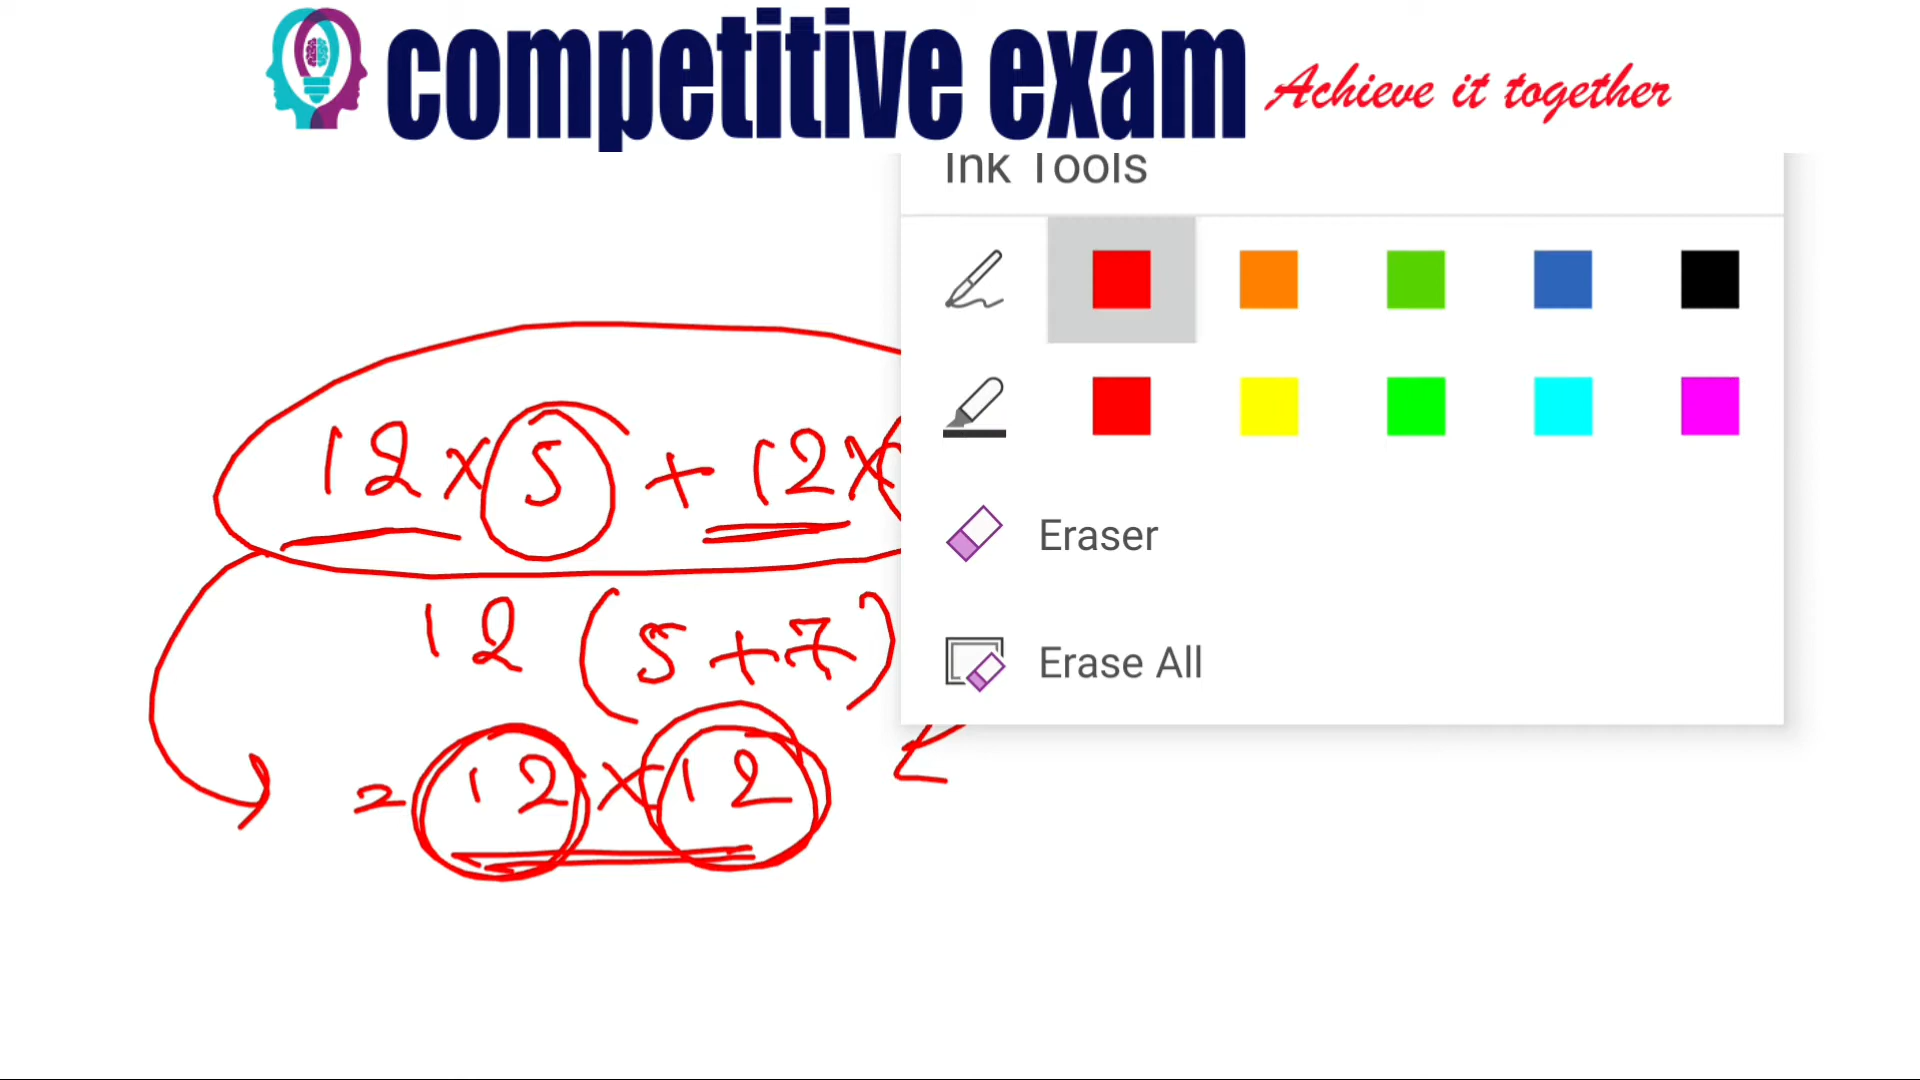 competitive exam Achieve it together
Ink Tools
12 × 5 + 12 ×
Eraser
12 (5+7)
Erase All
= 12 × 12